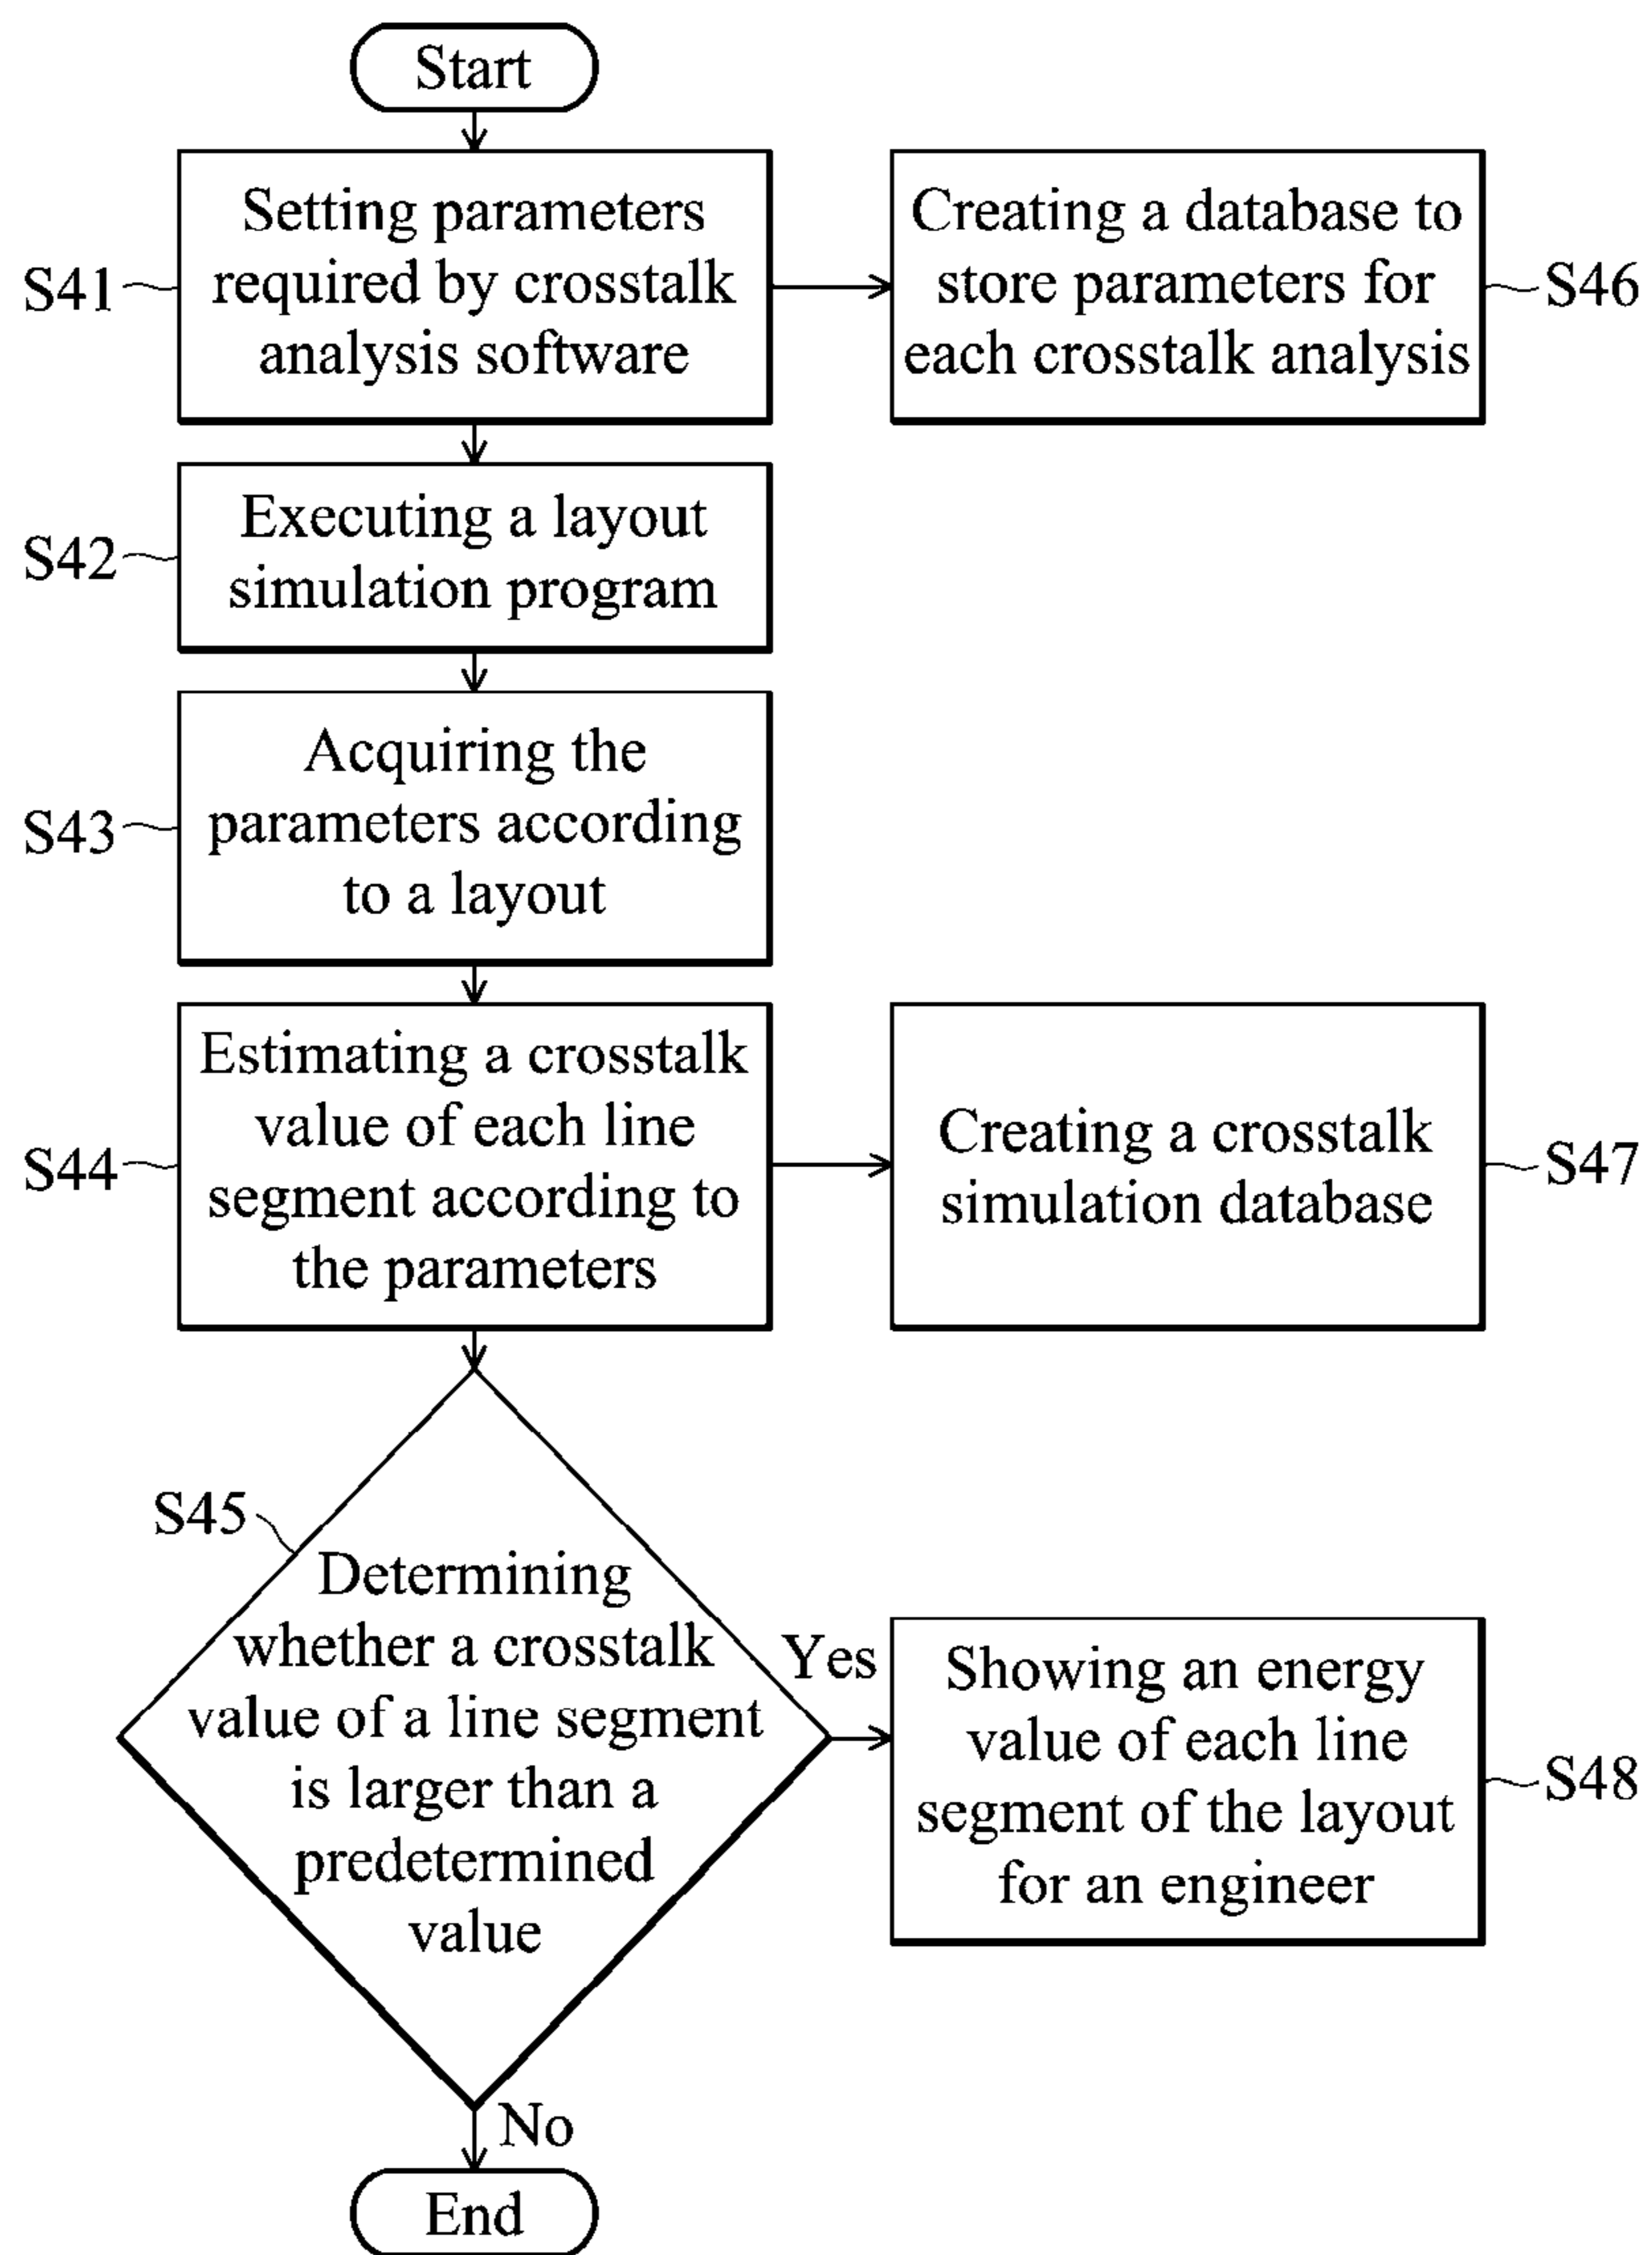 Start
S41
Setting parameters
required by crosstalk
analysis software
Creating a database to
store parameters for
each crosstalk analysis
S46
S42
Executing a layout
simulation program
S43
Acquiring the
parameters according
to a layout
S44
Estimating a crosstalk
value of each line
segment according to
the parameters
Creating a crosstalk
simulation database
S47
S45
Determining
whether a crosstalk
value of a line segment
is larger than a
predetermined
value
Yes
Showing an energy
value of each line
segment of the layout
for an engineer
S48
No
End